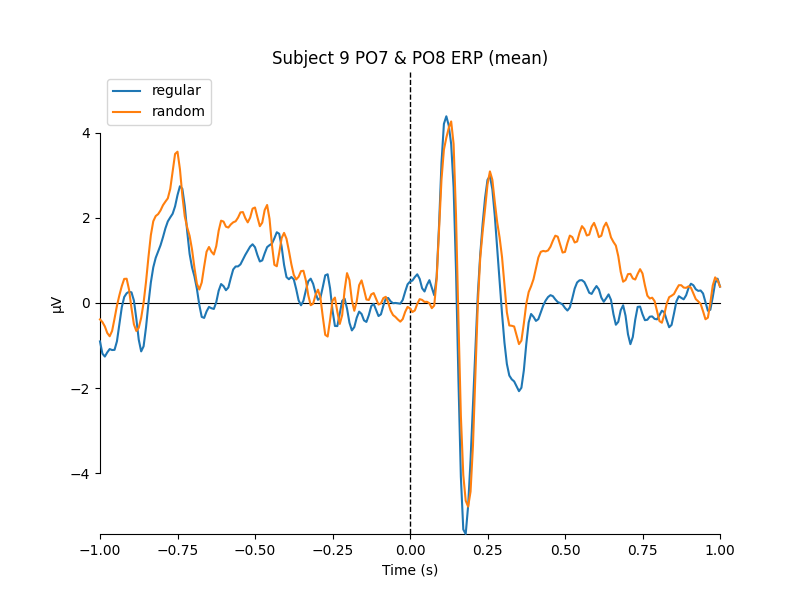 Subject 9 PO7 & PO8 ERP (mean)
regular
random
4
2
0
−2
−4
µV
−1.00 −0.75 −0.50 −0.25 0.00 0.25 0.50 0.75 1.00
Time (s)